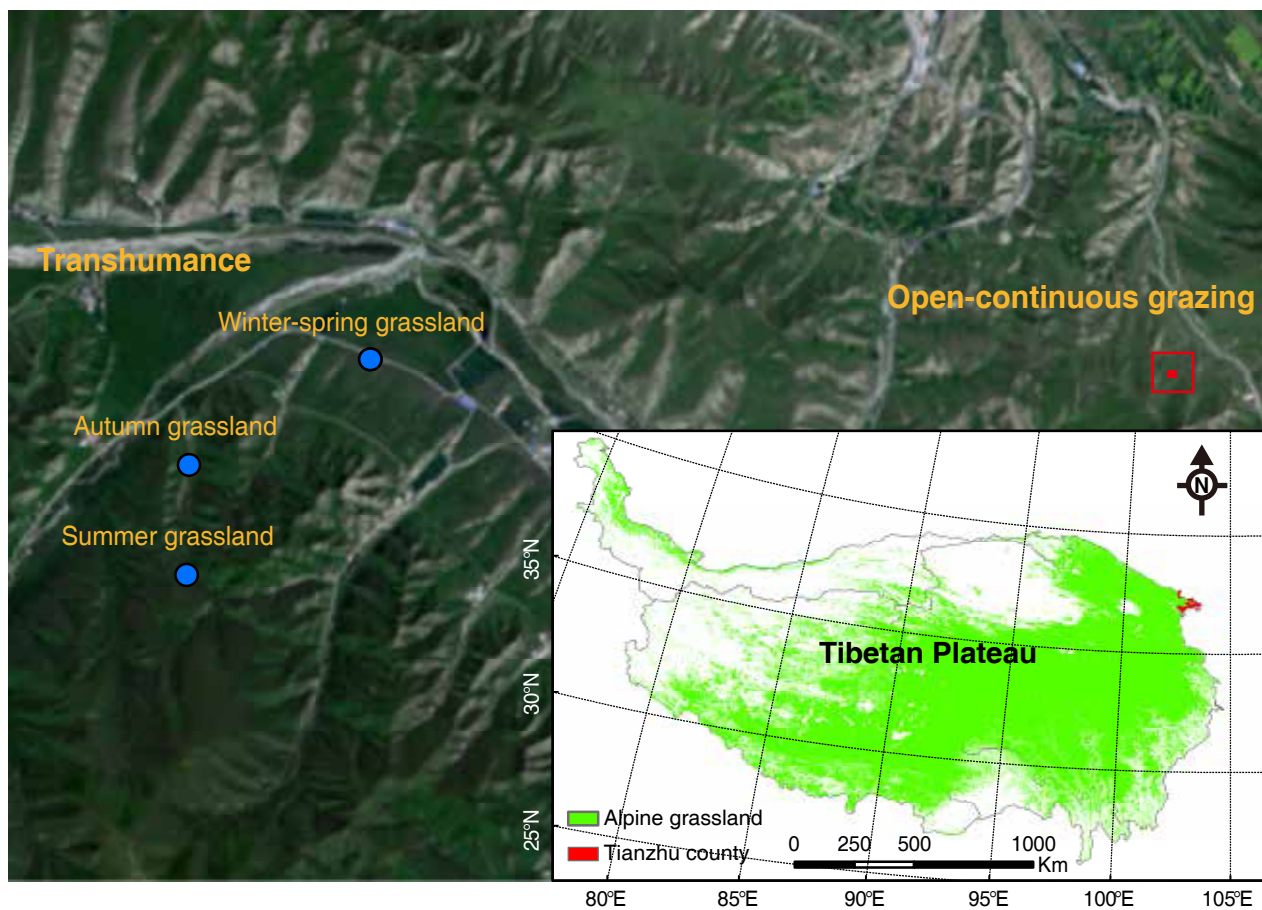 Transhumance
Open-continuous grazing
Winter-spring grassland
Autumn grassland
Summer grassland
N
35°N
30°N
25°N
Tibetan Plateau
Alpine grassland
Tianzhu county
0 250 500 1000
Km
80°E 85°E 90°E 95°E 100°E 105°E